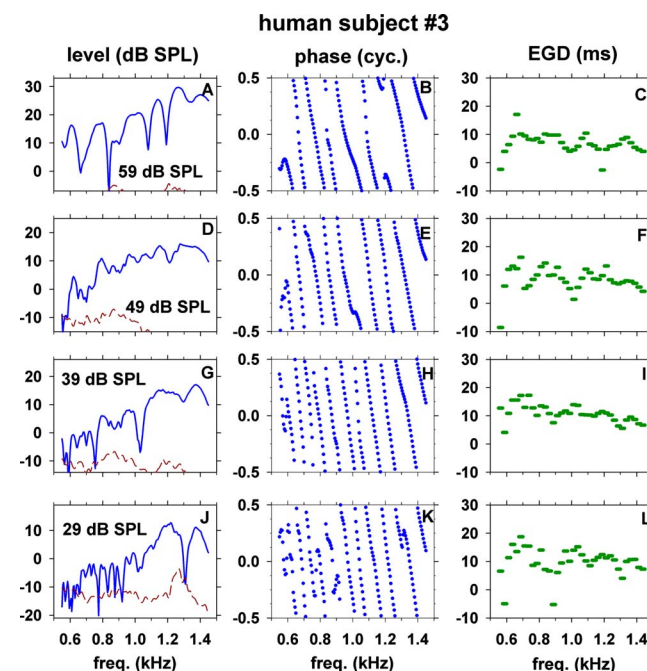 human subject #3
level (dB SPL) phase (cyc.) EGD (ms)
30 A 0.5 B 30 C
20 20
10 0.0 10
0 0
59 dB SPL
-0.5 -10
20 D 0.5 E 30 F
10 20
0 0.0 10
-10 49 dB SPL 0
-0.5 -10
20 39 dB SPL G 0.5 H 30 I
10 20
0 0.0 10
-10 0
-0.5 -10
29 dB SPL J 0.5 K 30 L
10 20
0 0.0 10
-10 0
-20 -0.5 -10
0.6 0.8 1.0 1.2 1.4 0.6 0.8 1.0 1.2 1.4 0.6 0.8 1.0 1.2 1.4
freq. (kHz) freq. (kHz) freq. (kHz)